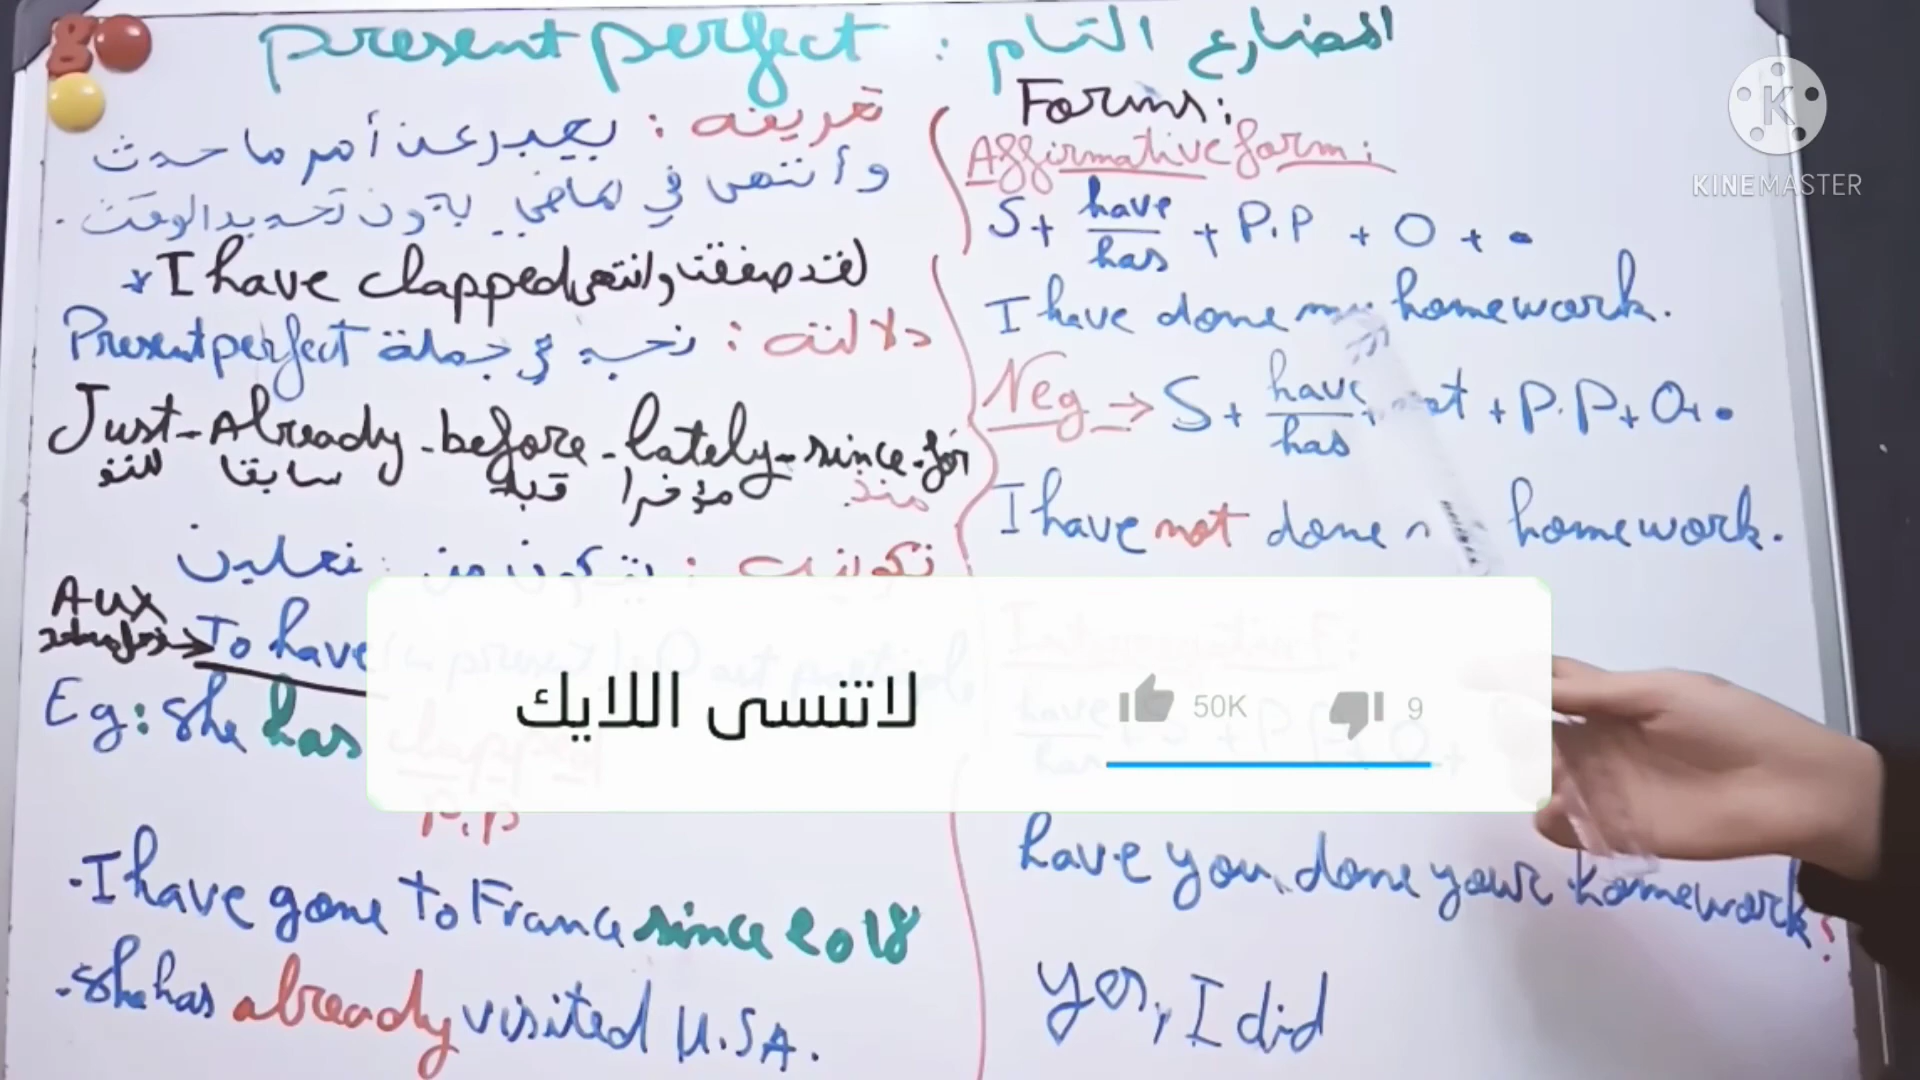 present perfect : المضارع التام
تعريفه : يعبر عن أمر ما حدث
وأنتهى في الماضي بدون تحديد الوقت .
* I have clapped لقد صفقت وانتهى
دلالته : نجد في جملة Present perfect
Just - Already - before - lately - since - for
سابقا قبل مؤخرا منذ
تكوينه : يتكون من فعلين
Aux
To have
Eg: she has
P.P
. I have gone to France since 2018
. She has already visited U.S.A.
Forms:
Affirmative form:
S + have/has + P.P + O + .
I have done my homework.
Neg → S + have/has + not + P.P + O + .
I have not done homework.
have you done your homework?
yes, I did
لاتنسى اللايك
50K 9
KINEMASTER